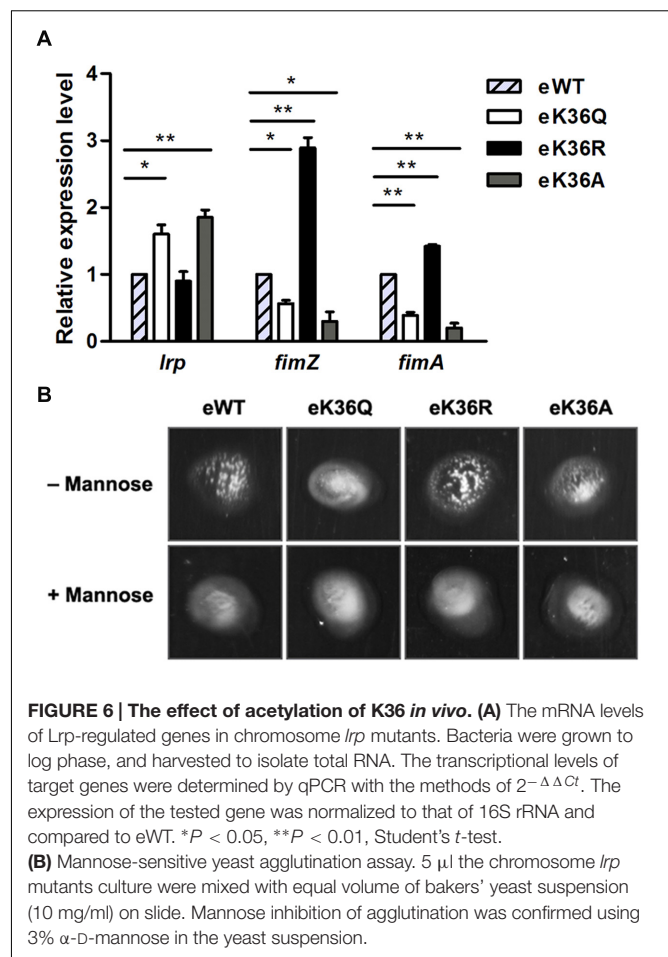 A
Relative expression level
4
3
2
1
0
*
**
*
**
*
**
**
**
eWT
eK36Q
eK36R
eK36A
lrp
fimZ
fimA
B
eWT eK36Q eK36R eK36A
– Mannose
+ Mannose
FIGURE 6 | The effect of acetylation of K36 in vivo. (A) The mRNA levels
of Lrp-regulated genes in chromosome lrp mutants. Bacteria were grown to
log phase, and harvested to isolate total RNA. The transcriptional levels of
target genes were determined by qPCR with the methods of 2−ΔΔCt. The
expression of the tested gene was normalized to that of 16S rRNA and
compared to eWT. *P < 0.05, **P < 0.01, Student's t-test.
(B) Mannose-sensitive yeast agglutination assay. 5 μl the chromosome lrp
mutants culture were mixed with equal volume of bakers' yeast suspension
(10 mg/ml) on slide. Mannose inhibition of agglutination was confirmed using
3% α-D-mannose in the yeast suspension.